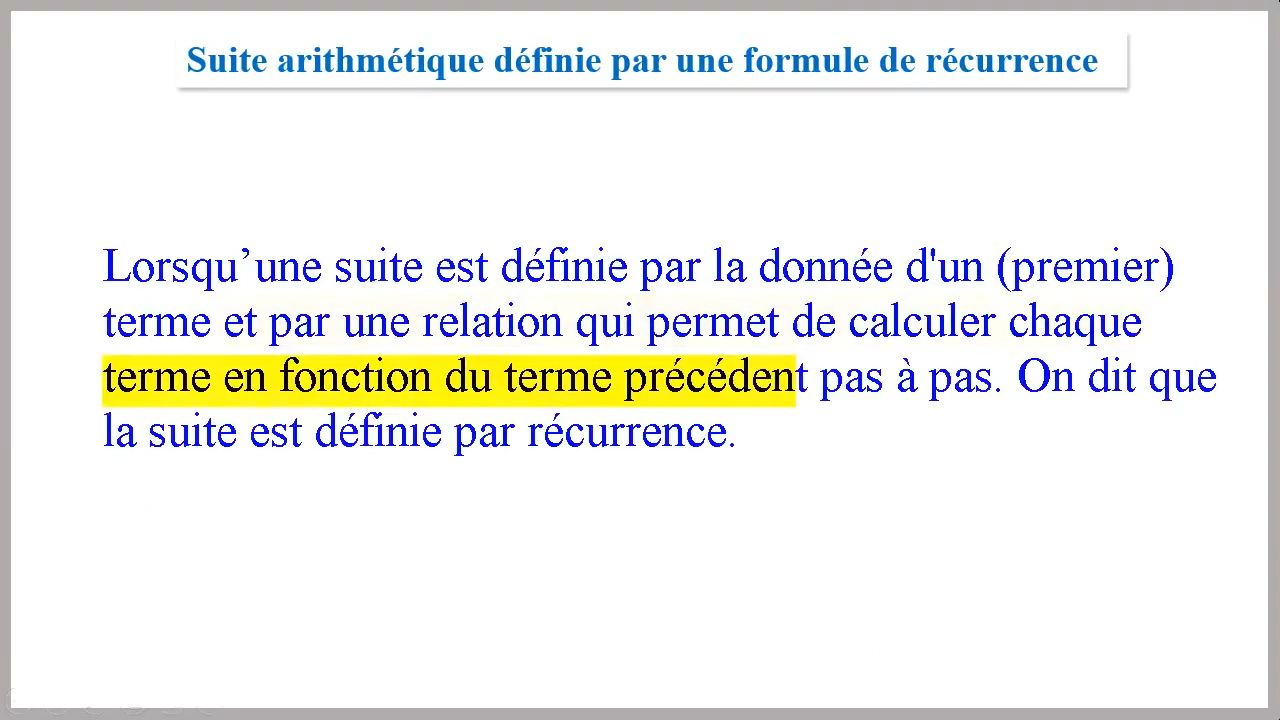 Suite arithmétique définie par une formule de récurrence
Lorsqu’une suite est définie par la donnée d'un (premier)
terme et par une relation qui permet de calculer chaque
terme en fonction du terme précédent pas à pas. On dit que
la suite est définie par récurrence.